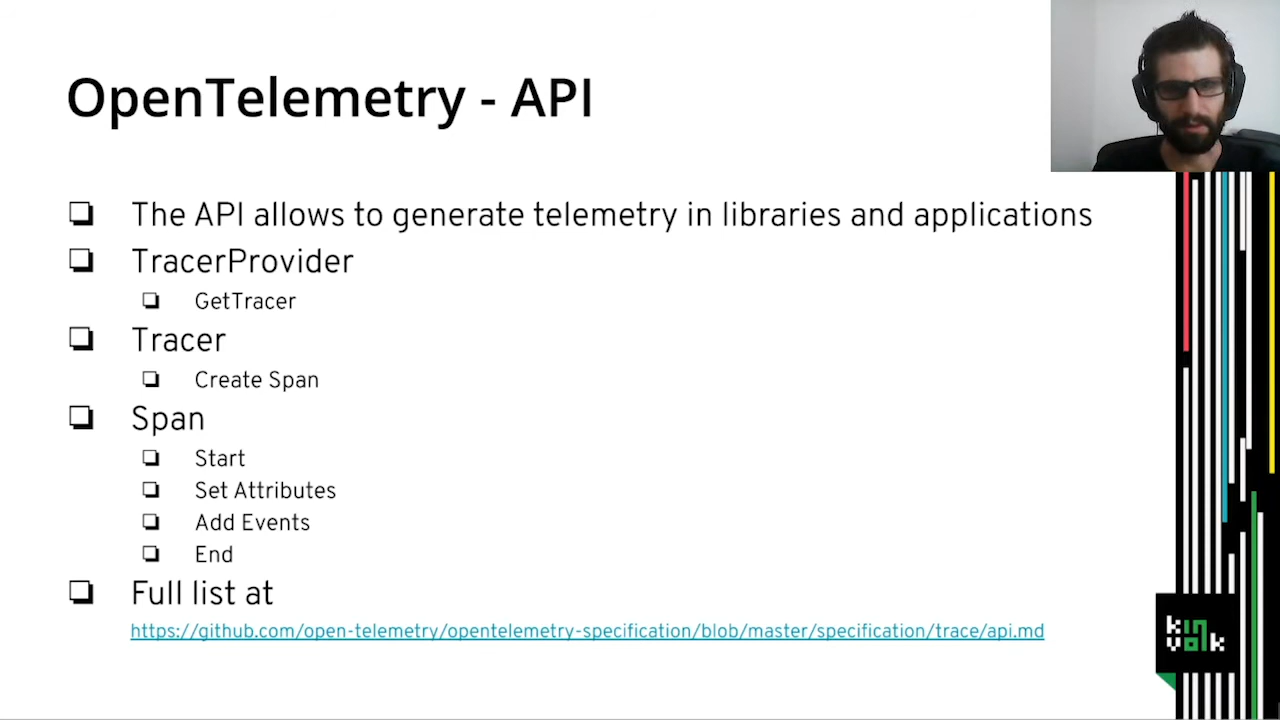 OpenTelemetry - API
The API allows to generate telemetry in libraries and applications
TracerProvider
GetTracer
Tracer
Create Span
Span
Start
Set Attributes
Add Events
End
Full list at
https://github.com/open-telemetry/opentelemetry-specification/blob/master/specification/trace/api.md
kin
volk